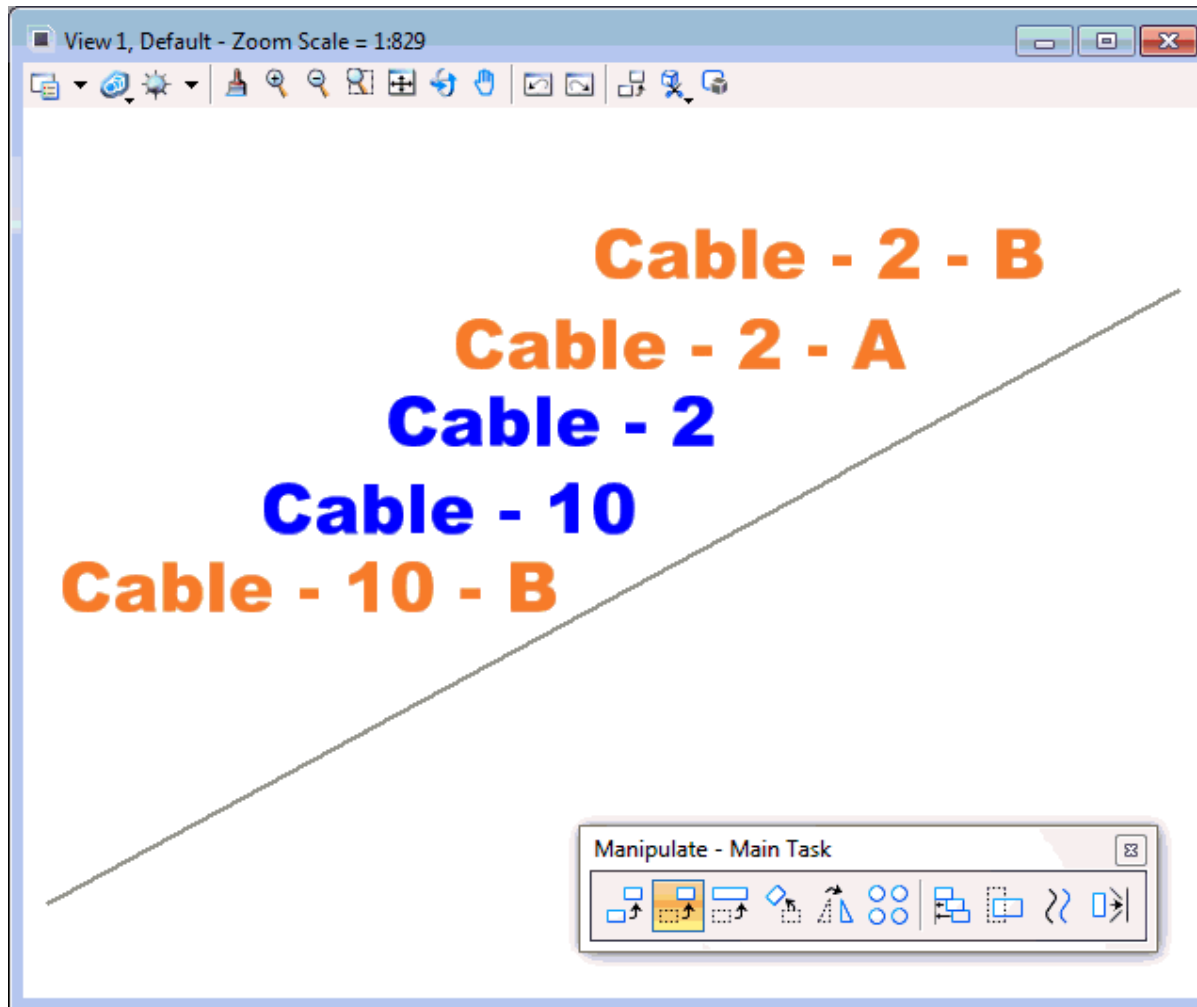 View 1, Default - Zoom Scale = 1:829
Cable - 2 - B
Cable - 2 - A
Cable - 2
Cable - 10
Cable - 10 - B
Manipulate - Main Task